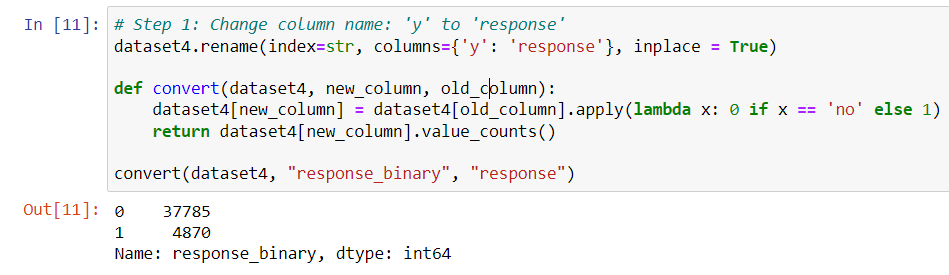 In [11]: # Step 1: Change column name: 'y' to 'response'
dataset4.rename(index=str, columns={'y': 'response'}, inplace = True)
def convert(dataset4, new_column, old_column):
    dataset4[new_column] = dataset4[old_column].apply(lambda x: 0 if x == 'no' else 1)
    return dataset4[new_column].value_counts()
convert(dataset4, "response_binary", "response")
Out[11]: 0    37785
1     4870
Name: response_binary, dtype: int64